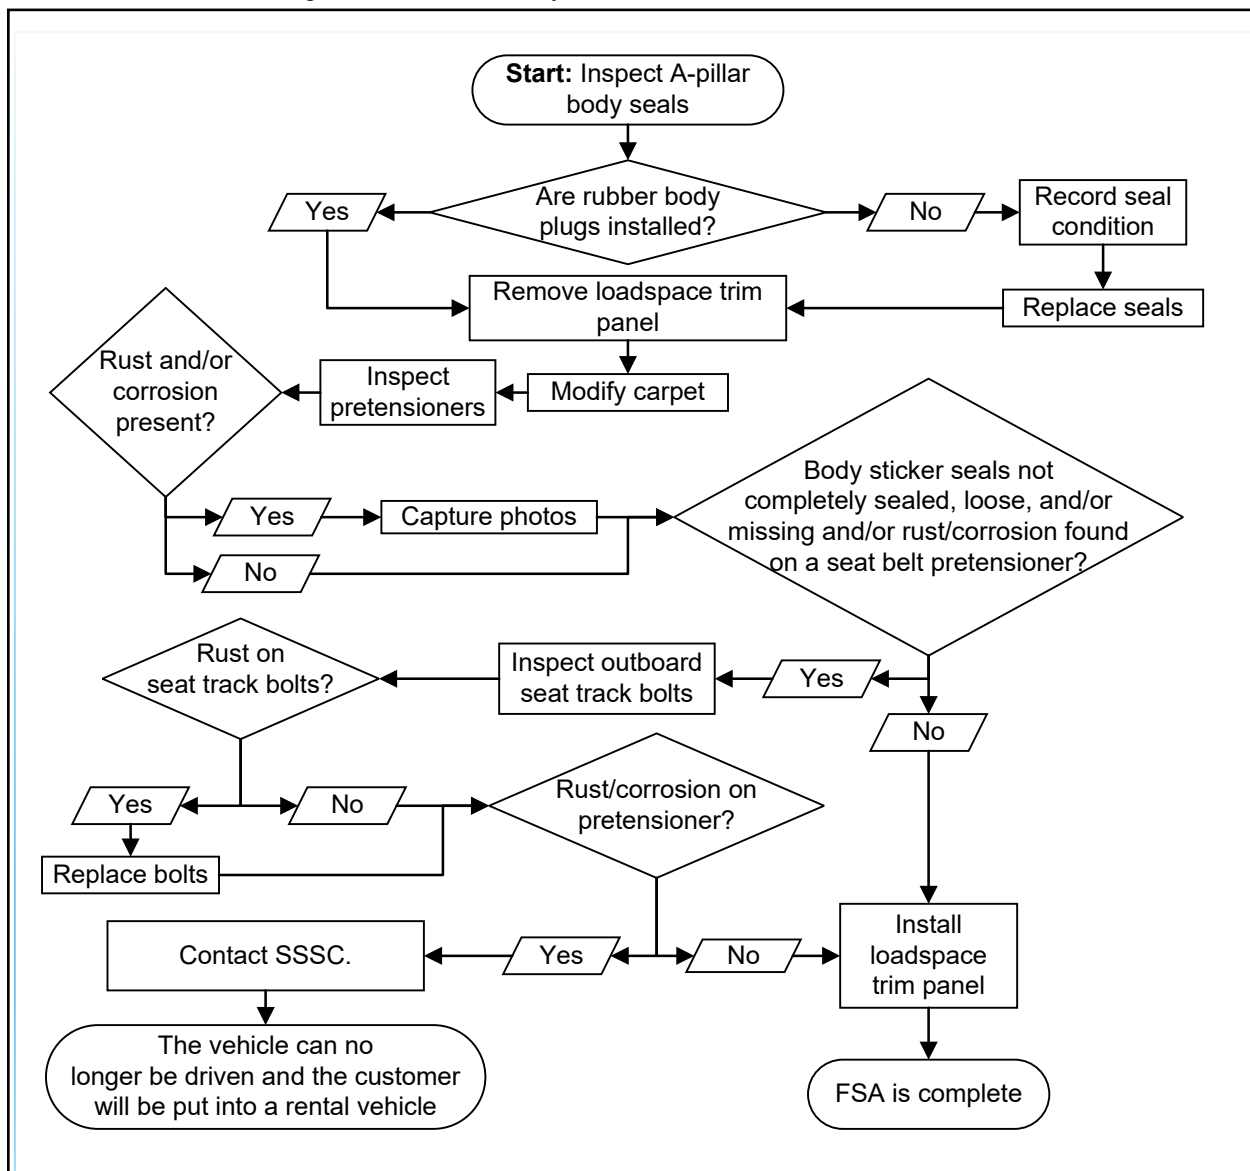 Start: Inspect A-pillar
body seals
Are rubber body
plugs installed?
Yes
No
Record seal
condition
Replace seals
Remove loadspace trim
panel
Modify carpet
Inspect
pretensioners
Rust and/or
corrosion
present?
Yes
Capture photos
No
Body sticker seals not
completely sealed, loose, and/or
missing and/or rust/corrosion found
on a seat belt pretensioner?
Yes
No
Inspect outboard
seat track bolts
Rust on
seat track bolts?
Yes
No
Replace bolts
Rust/corrosion on
pretensioner?
Yes
No
Contact SSSC.
Install
loadspace
trim panel
The vehicle can no
longer be driven and the customer
will be put into a rental vehicle
FSA is complete